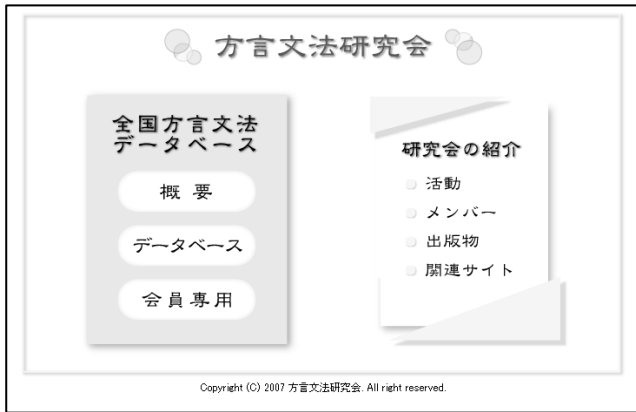 方言文法研究会
全国方言文法
データベース
概要
データベース
会員専用
研究会の紹介
活動
メンバー
出版物
関連サイト
Copyright (C) 2007 方言文法研究会. All right reserved.